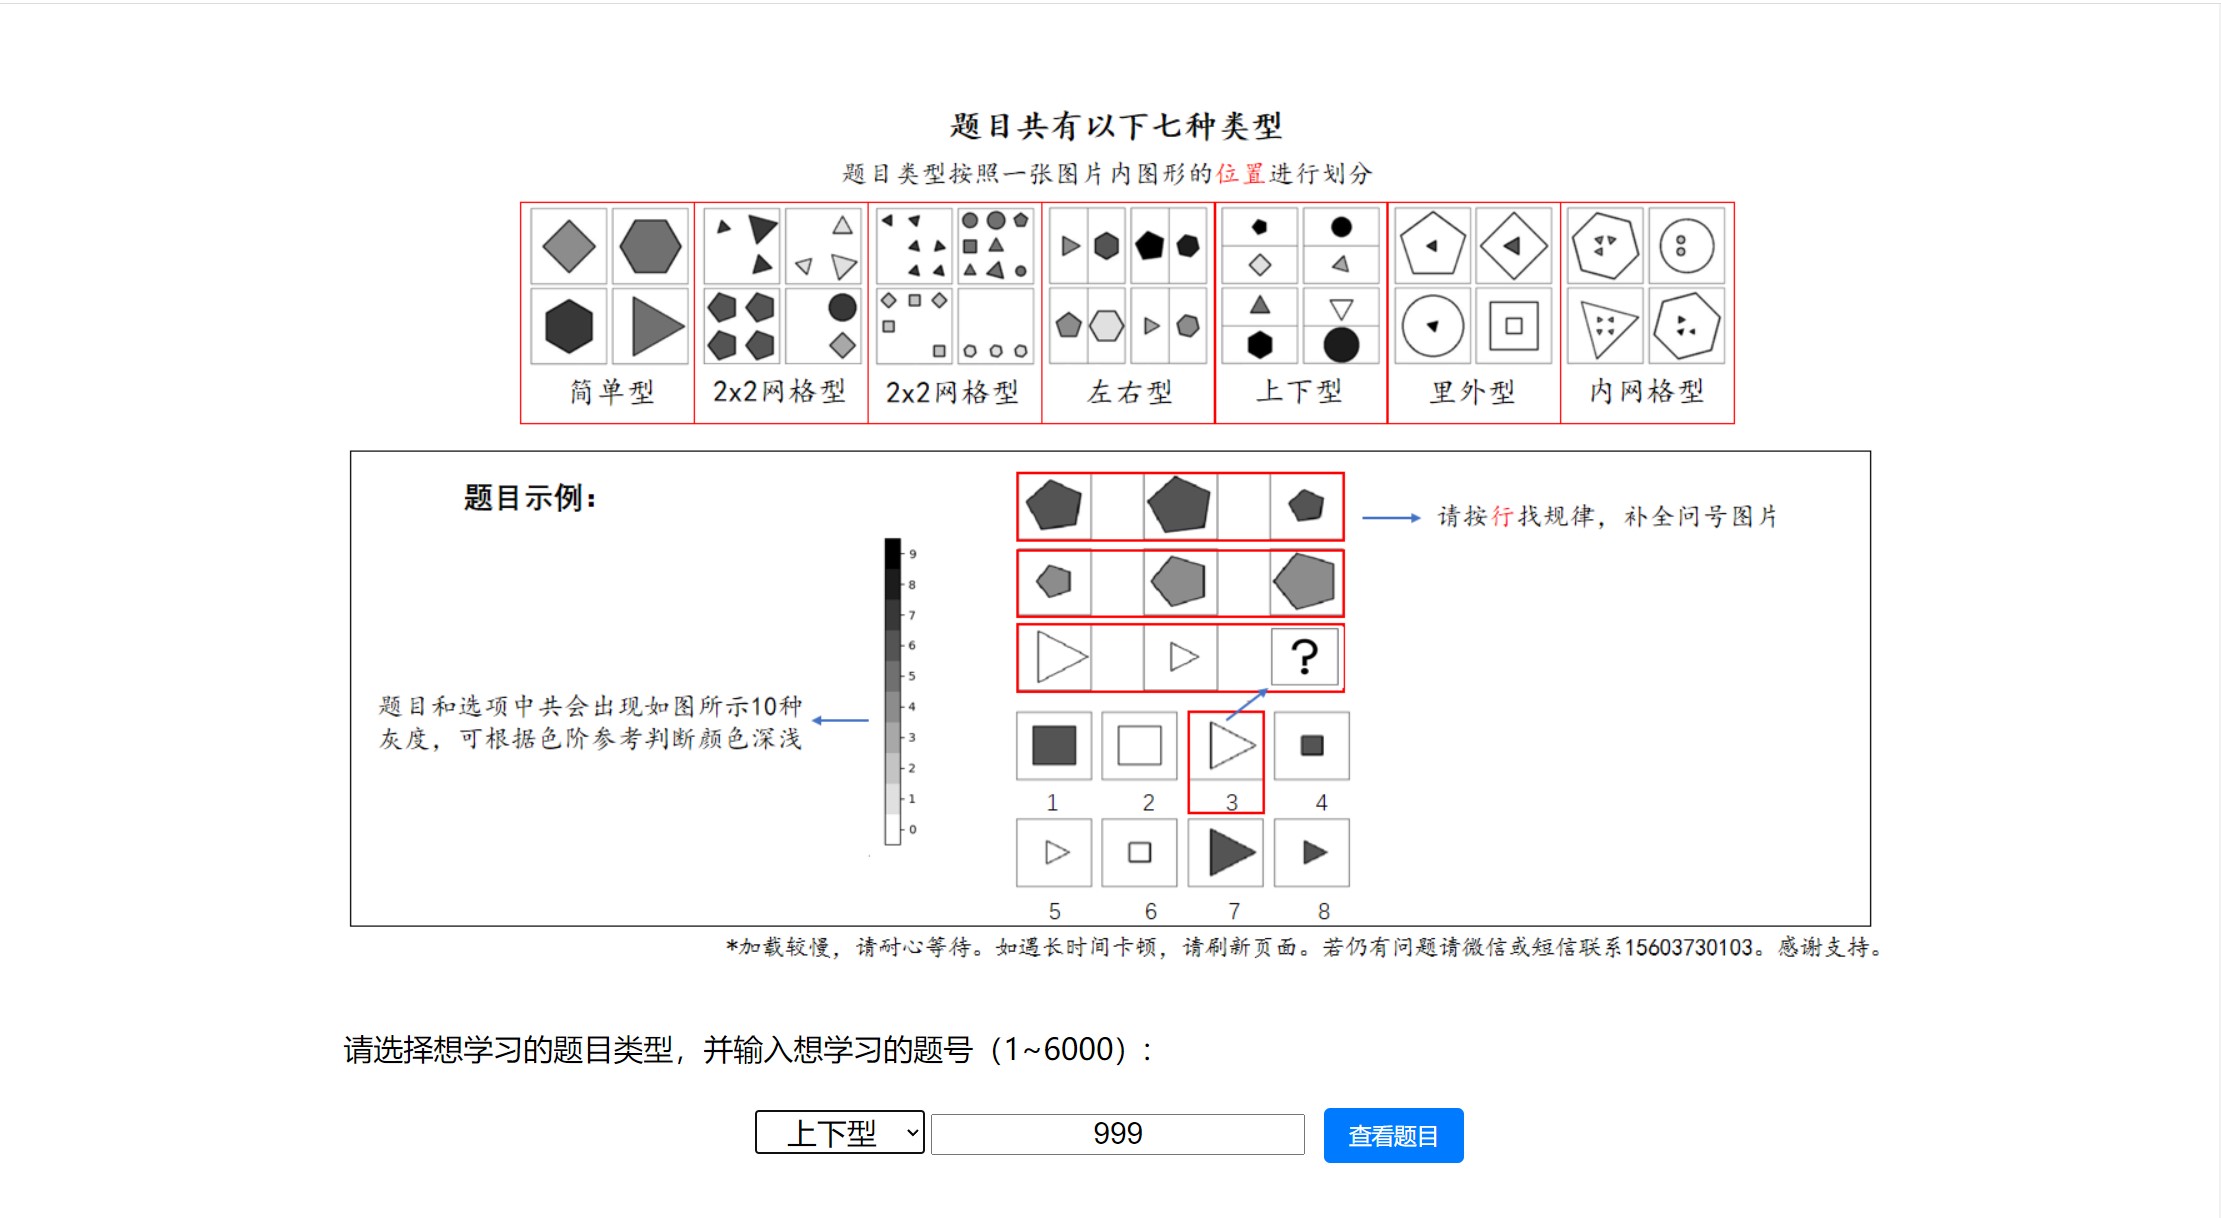 题目共有以下七种类型
题目类型按照一张图片内图形的位置进行划分
简单型 2x2网格型 2x2网格型 左右型 上下型 里外型 内网格型
题目示例：
请按行找规律，补全问号图片
9
8
7
6
5
4
3
2
1
0
?
题目和选项中共会出现如图所示10种
灰度，可根据色阶参考判断颜色深浅
1 2 3 4
5 6 7 8
*加载较慢，请耐心等待。如遇长时间卡顿，请刷新页面。若仍有问题请微信或短信联系15603730103。感谢支持。
请选择想学习的题目类型，并输入想学习的题号（1~6000）:
上下型 999 查看题目